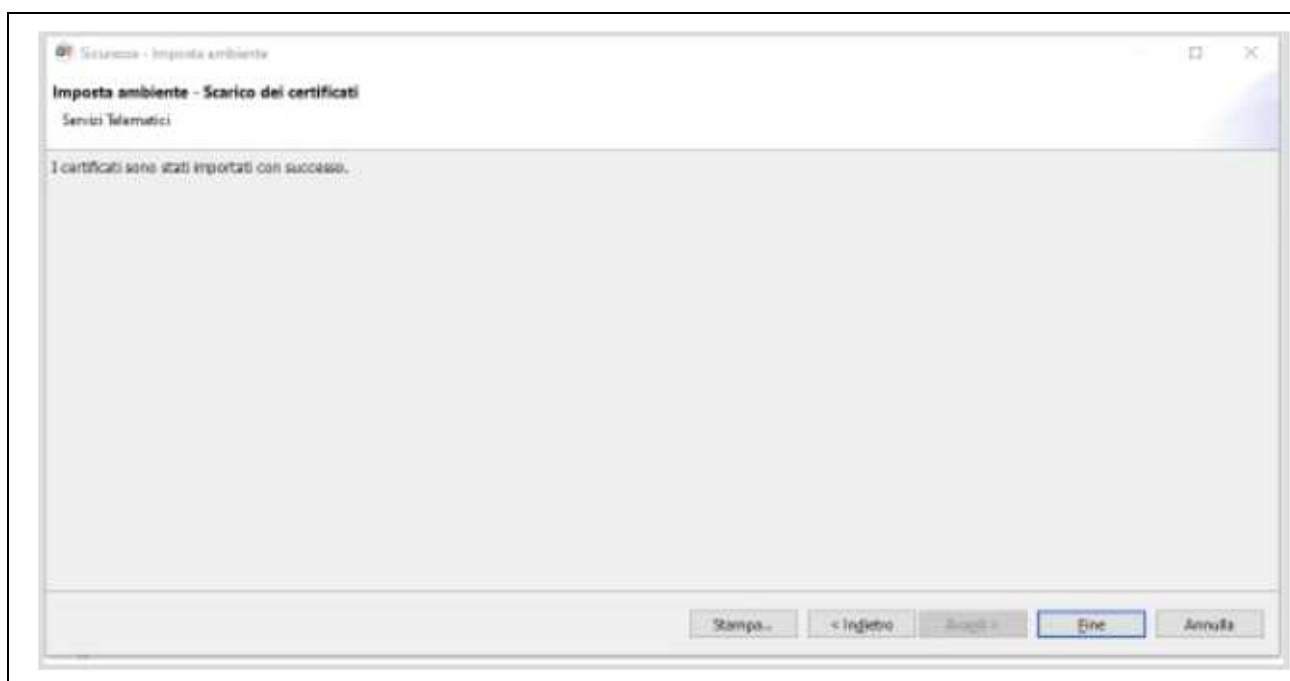 Sicurezza - Imposta ambiente
Imposta ambiente - Scarico dei certificati
Servizi Telematici
I certificati sono stati importati con successo.
Stampa... < Indietro Avanti > Fine Annulla